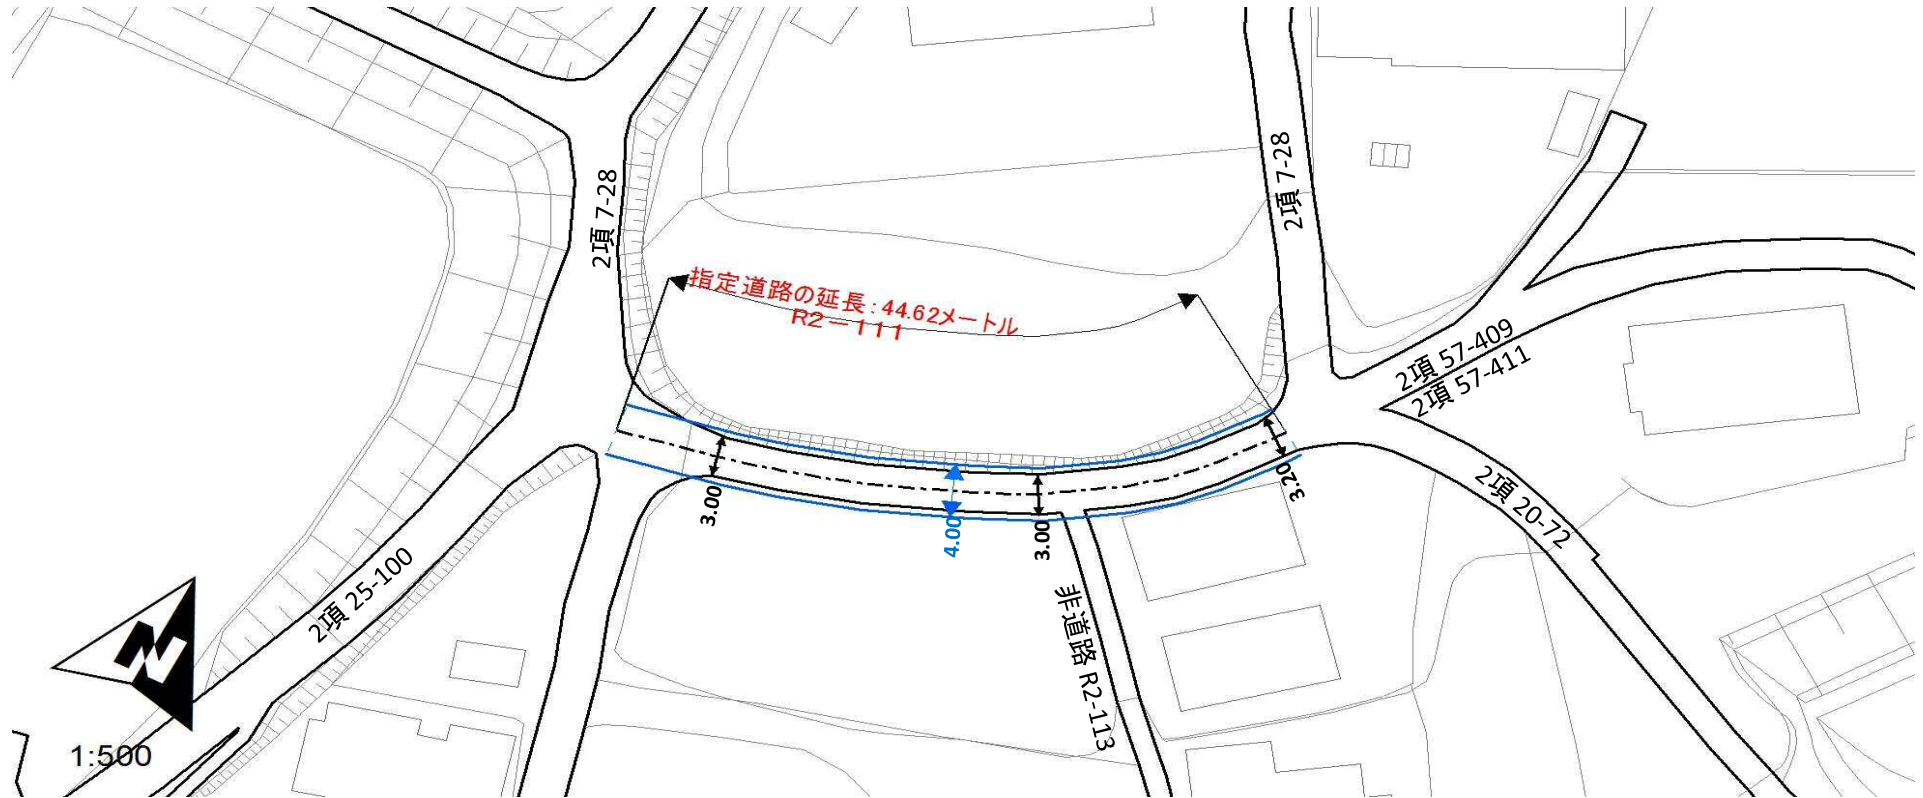 2項 7-28
2項 7-28
指定道路の延長:44.62メートル
R2-111
2項 57-409
2項 57-411
3.00
4.00
3.00
3.20
2項 20-72
2項 25-100
非道路 R2-113
N
1:500